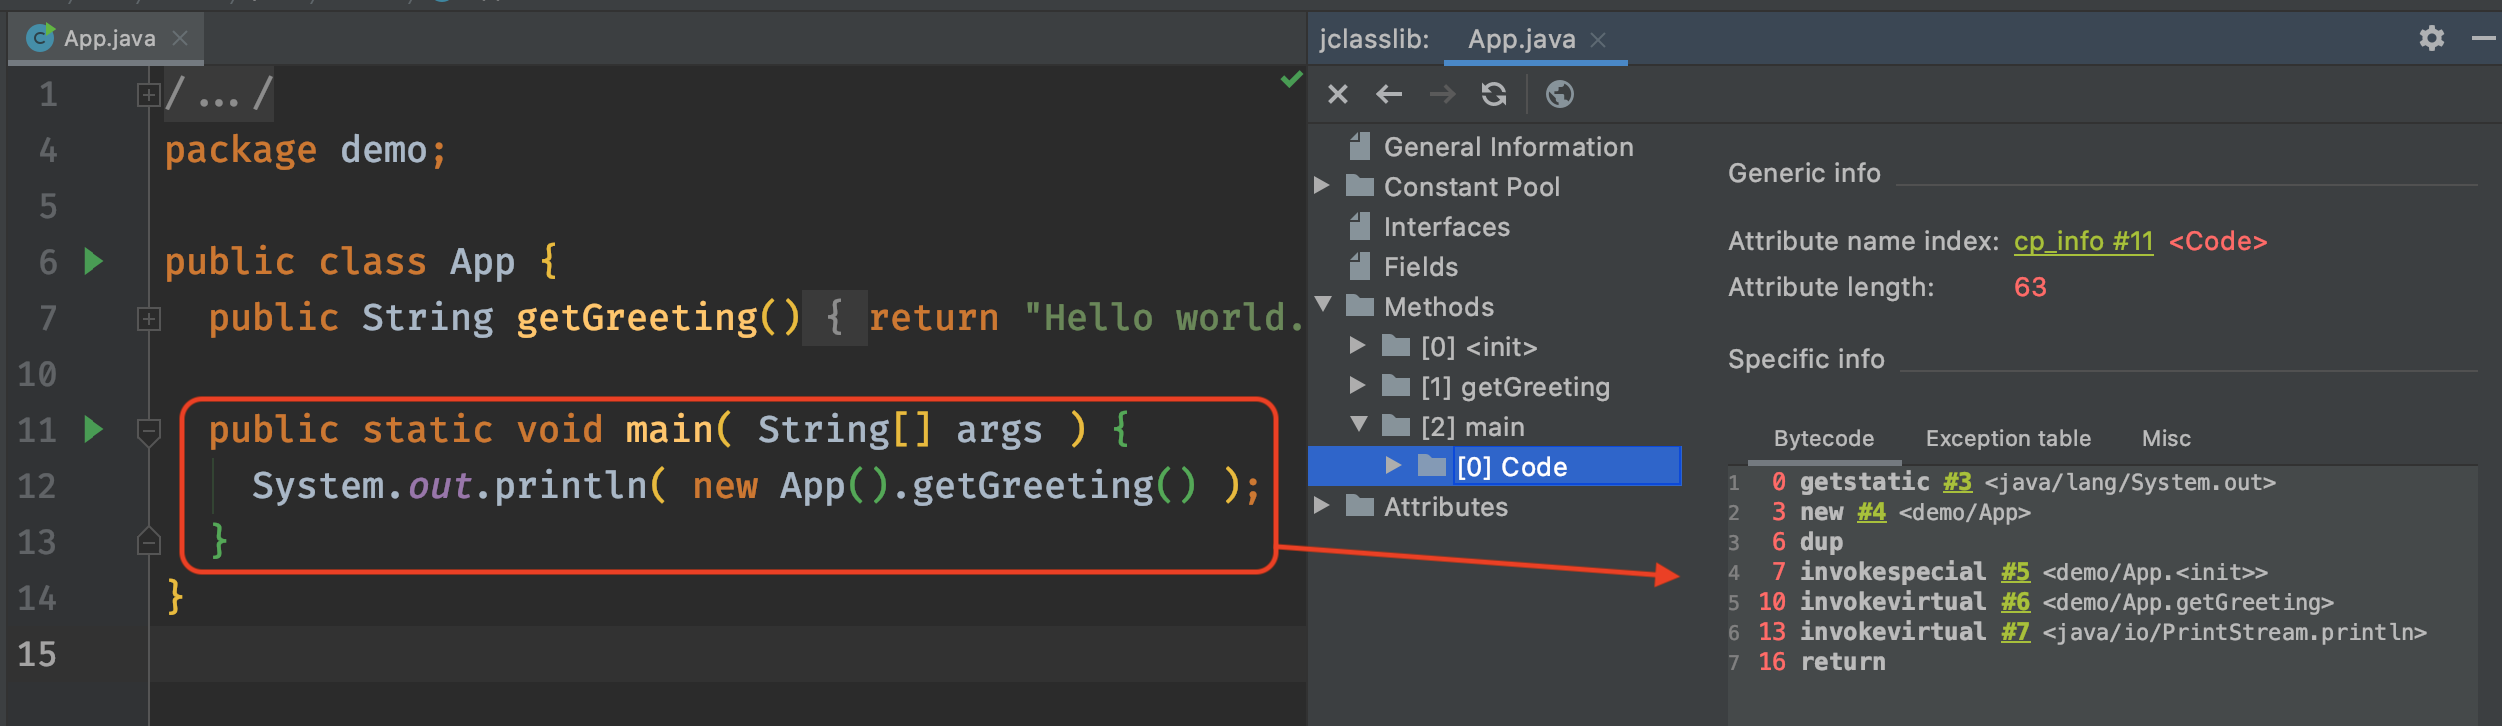 App.java
1 /.../
4 package demo;
5
6 public class App {
7 public String getGreeting() { return "Hello world.
10
11 public static void main( String[] args ) {
12 System.out.println( new App().getGreeting() );
13 }
14 }
15
jclasslib: App.java
General Information
Constant Pool
Interfaces
Fields
Methods
[0] <init>
[1] getGreeting
[2] main
[0] Code
Attributes
Generic info
Attribute name index: cp_info #11 <Code>
Attribute length: 63
Specific info
Bytecode Exception table Misc
1 0 getstatic #3 <java/lang/System.out>
2 3 new #4 <demo/App>
3 6 dup
4 7 invokespecial #5 <demo/App.<init>>
5 10 invokevirtual #6 <demo/App.getGreeting>
6 13 invokevirtual #7 <java/io/PrintStream.println>
7 16 return